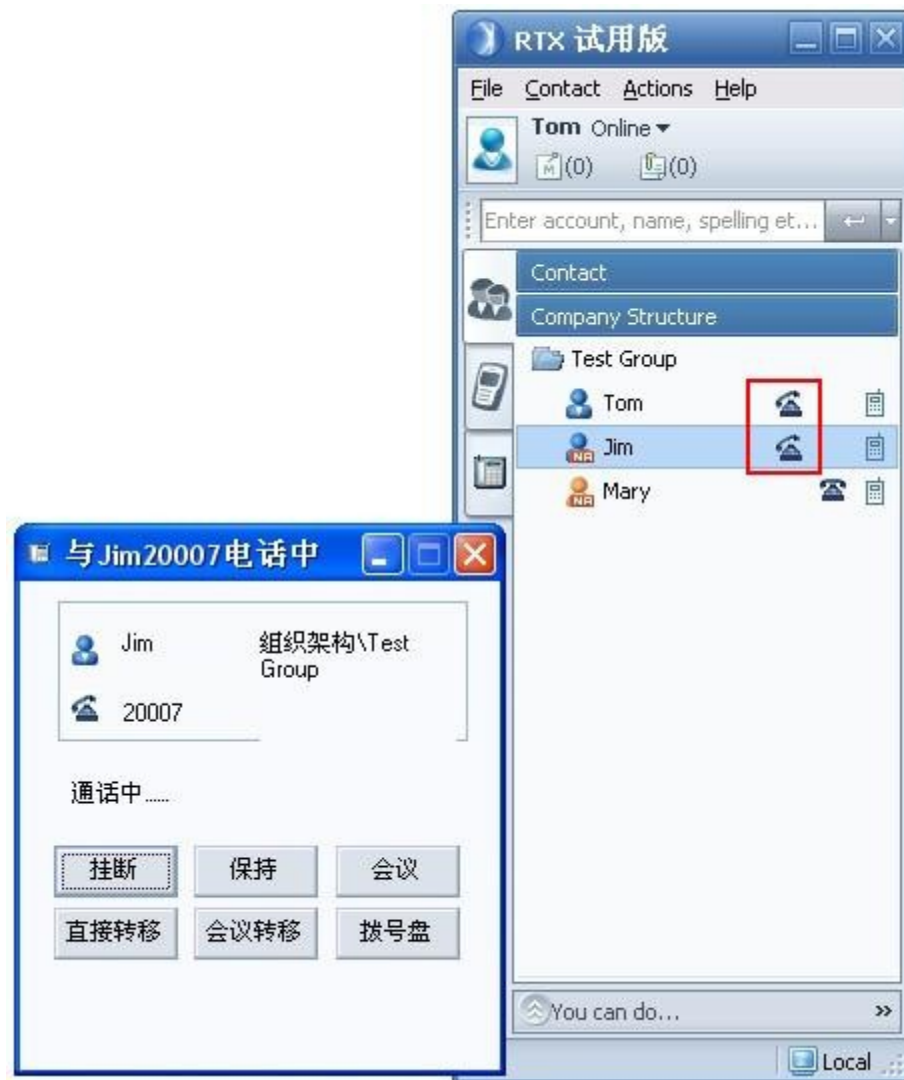 RTX 试用版
File Contact Actions Help
Tom Online
(0) (0)
Enter account, name, spelling et...
Contact
Company Structure
Test Group
Tom
NA Jim
NA Mary
You can do...
Local
与Jim20007电话中
Jim 组织架构\Test
Group
20007
通话中......
挂断 保持 会议
直接转移 会议转移 拨号盘